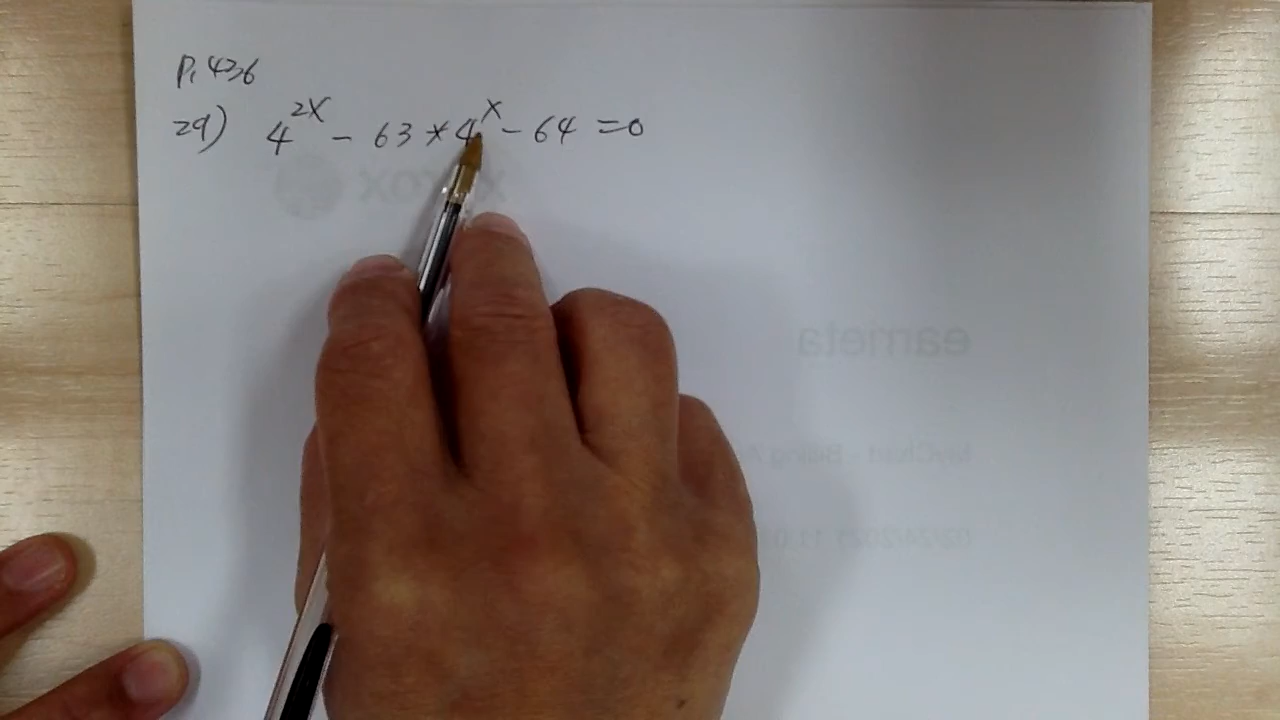 P. 436
29) 4^2x - 63 * 4^x - 64 = 0